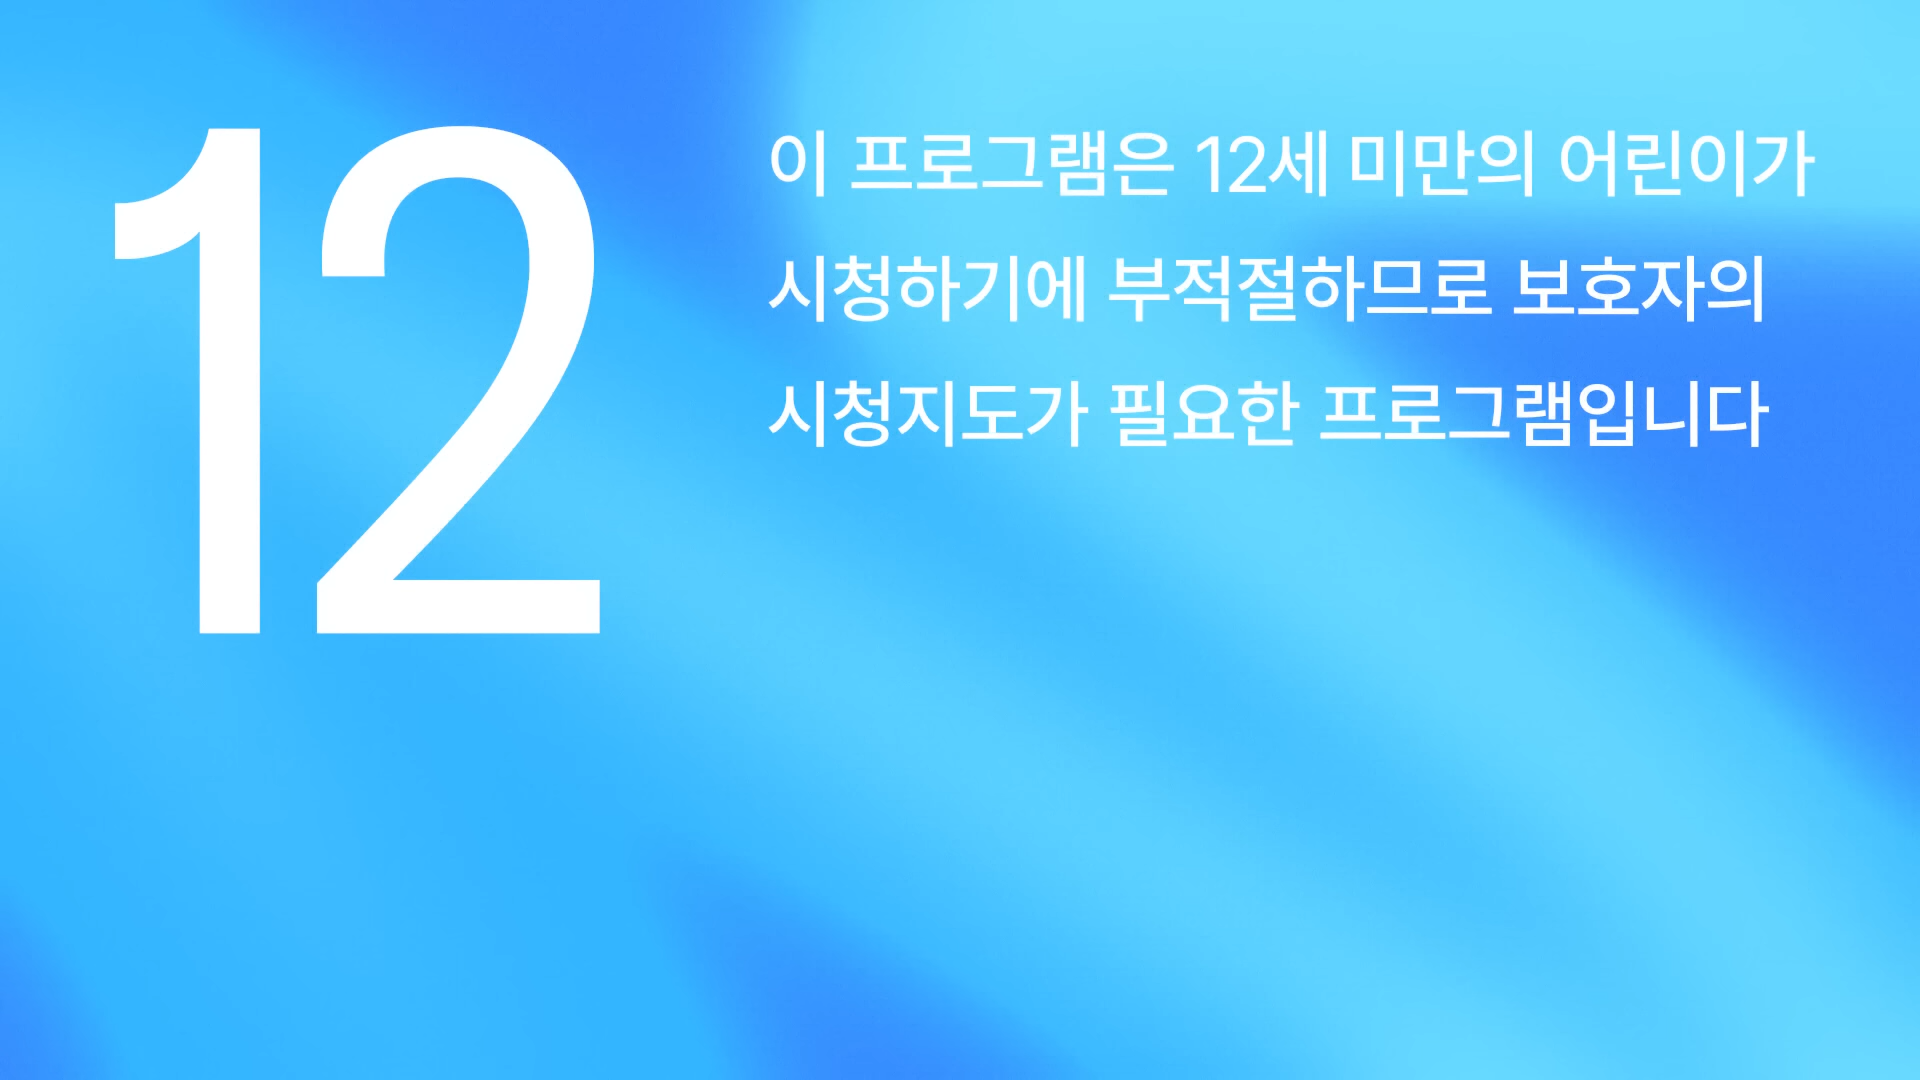 12
이 프로그램은 12세 미만의 어린이가
시청하기에 부적절하므로 보호자의
시청지도가 필요한 프로그램입니다